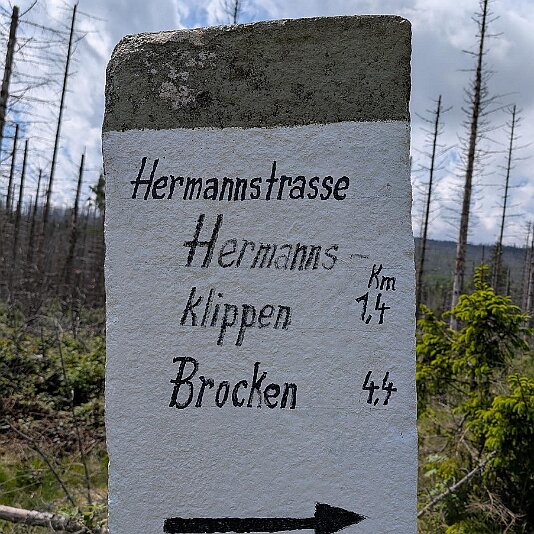 Hermannstrasse
Hermanns-
Km
klippen 1,4
Brocken 4,4